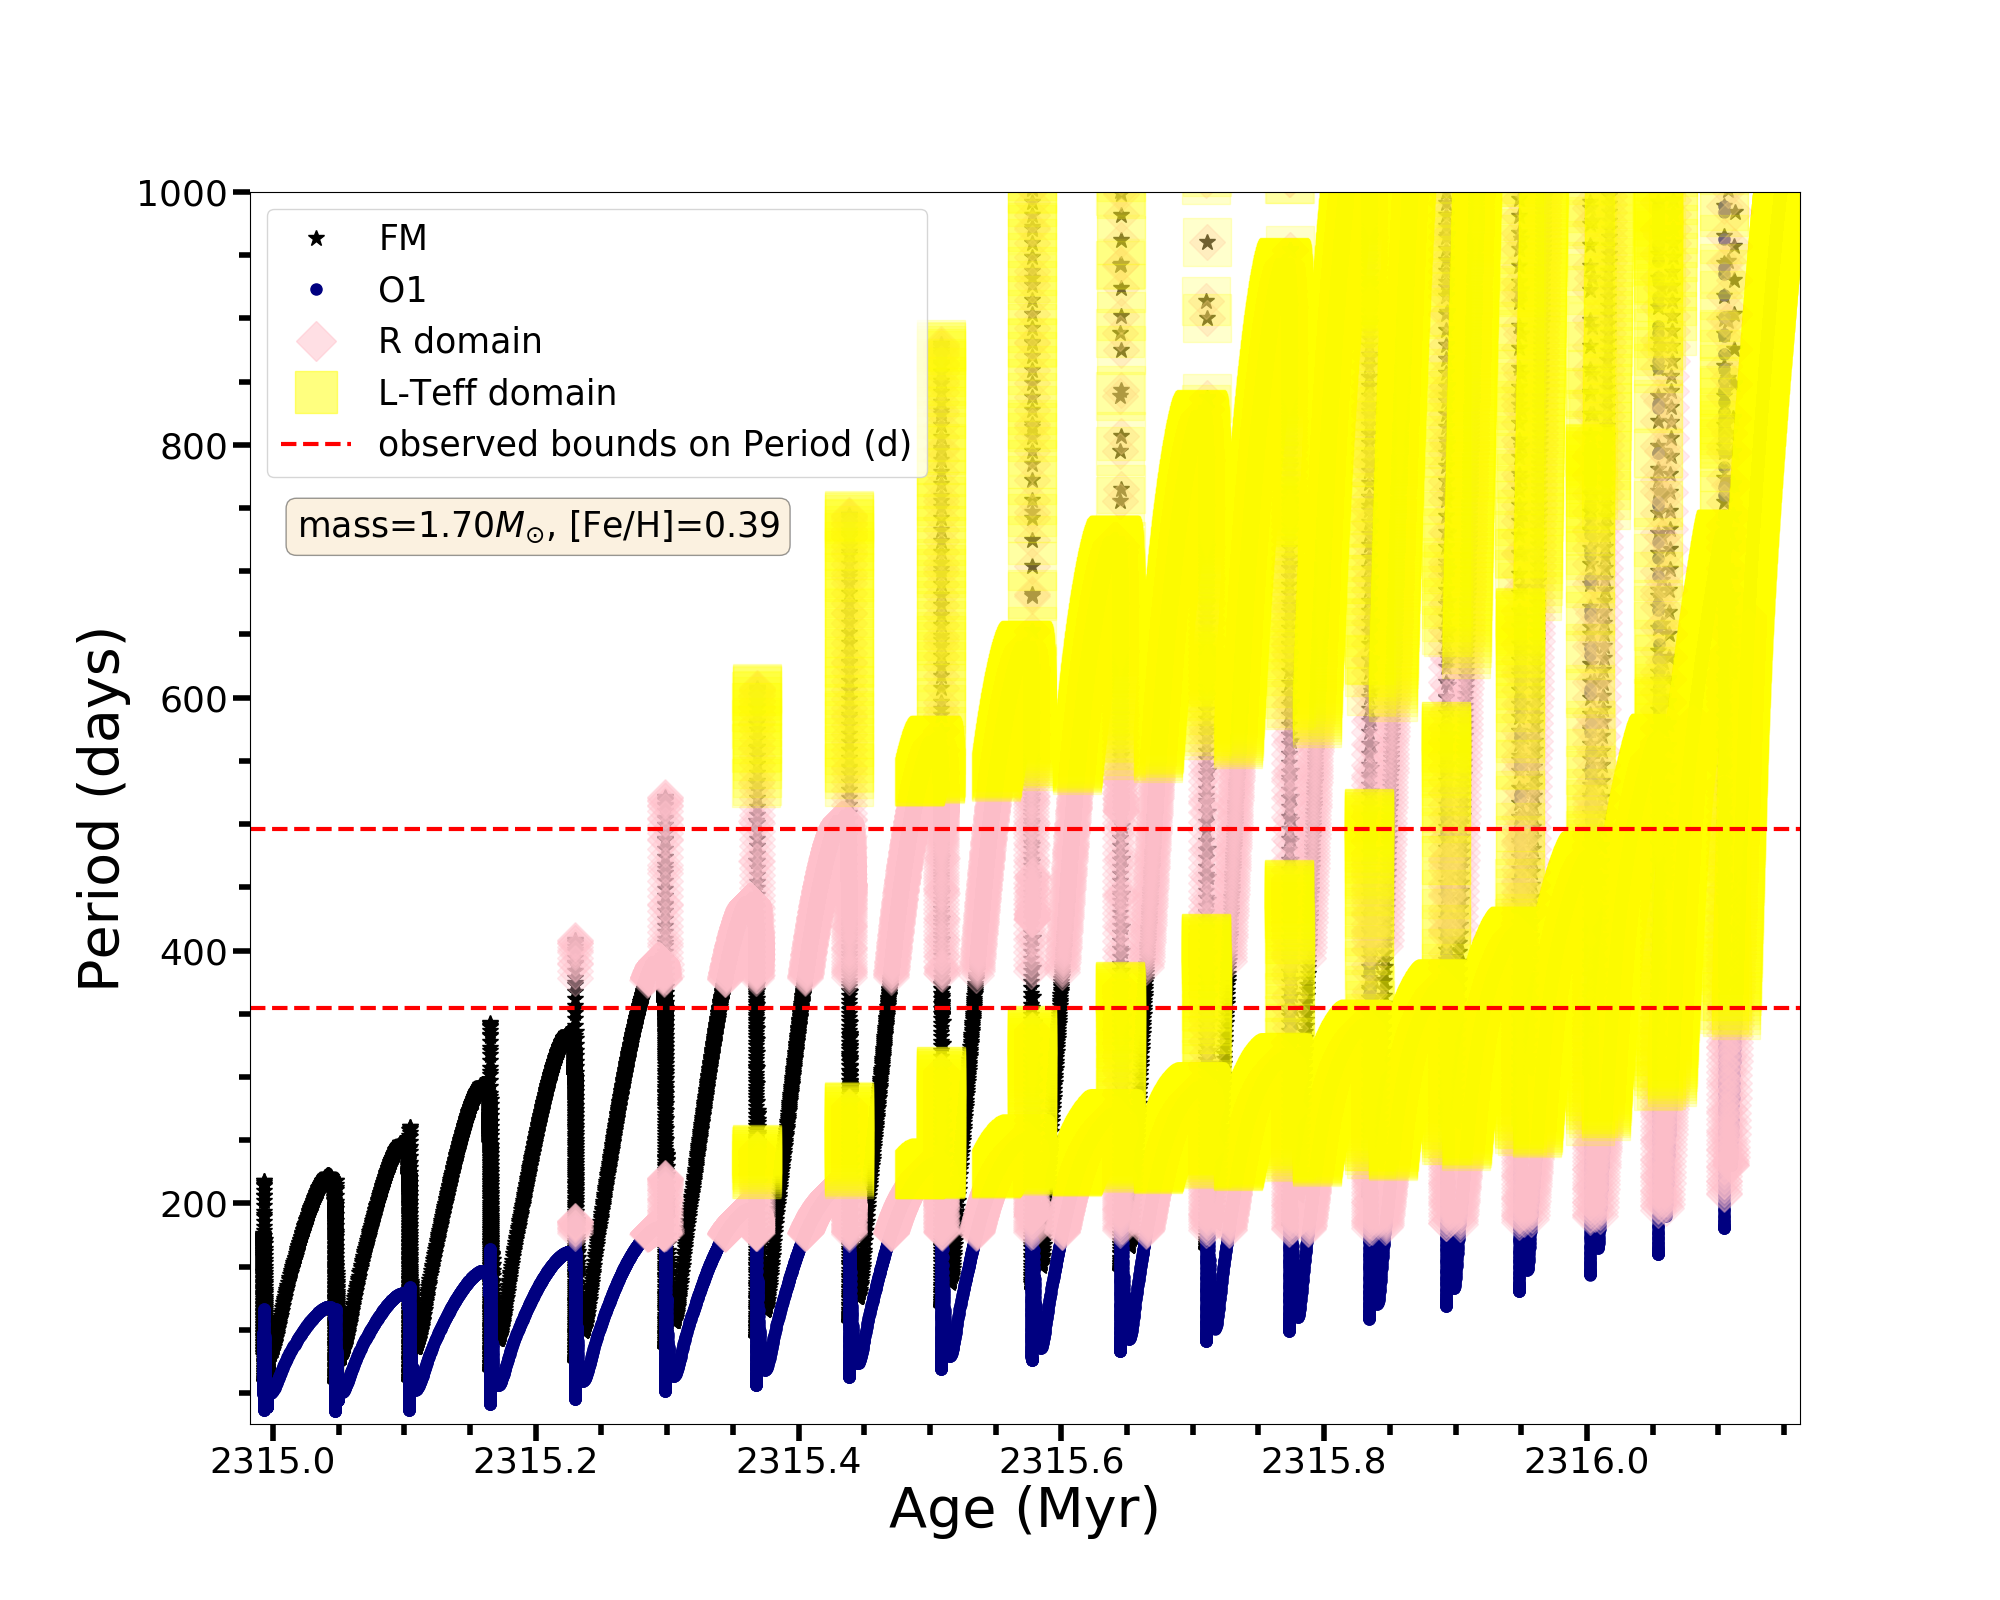 1000
800
600
400
200
Period (days)
FM
O1
R domain
L-Teff domain
observed bounds on Period (d)
mass=1.70M☉, [Fe/H]=0.39
2315.0 2315.2 2315.4 2315.6 2315.8 2316.0
Age (Myr)